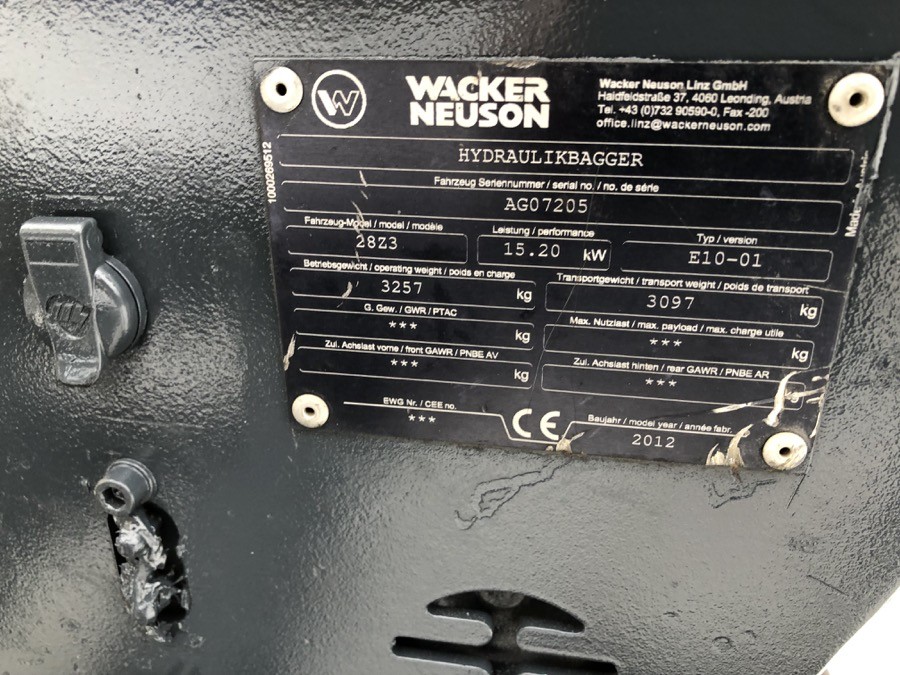 WACKER
NEUSON
Wacker Neuson Linz GmbH
Haidfeldstraße 37, 4060 Leonding, Austria
Tel. +43 (0)732 90590-0, Fax -200
office.linz@wackerneuson.com
1000269512
HYDRAULIKBAGGER
Fahrzeug Seriennummer / serial no. / no. de série
AG07205
Made
Fahrzeug-Model / model / modèle
28Z3
Leistung / performance
15.20 kW
Typ / version
E10-01
Betriebsgewicht / operating weight / poids en charge
3257 kg
Transportgewicht / transport weight / poids de transport
3097 kg
G. Gew. / GWR / PTAC
*** kg
Max. Nutzlast / max. payload / max. charge utile
*** kg
Zul. Achslast vorne / front GAWR / PNBE AV
*** kg
Zul. Achslast hinten / rear GAWR / PNBE AR
***
EWG Nr. / CEE no.
***
CE
Baujahr / model year / année fabr.
2012